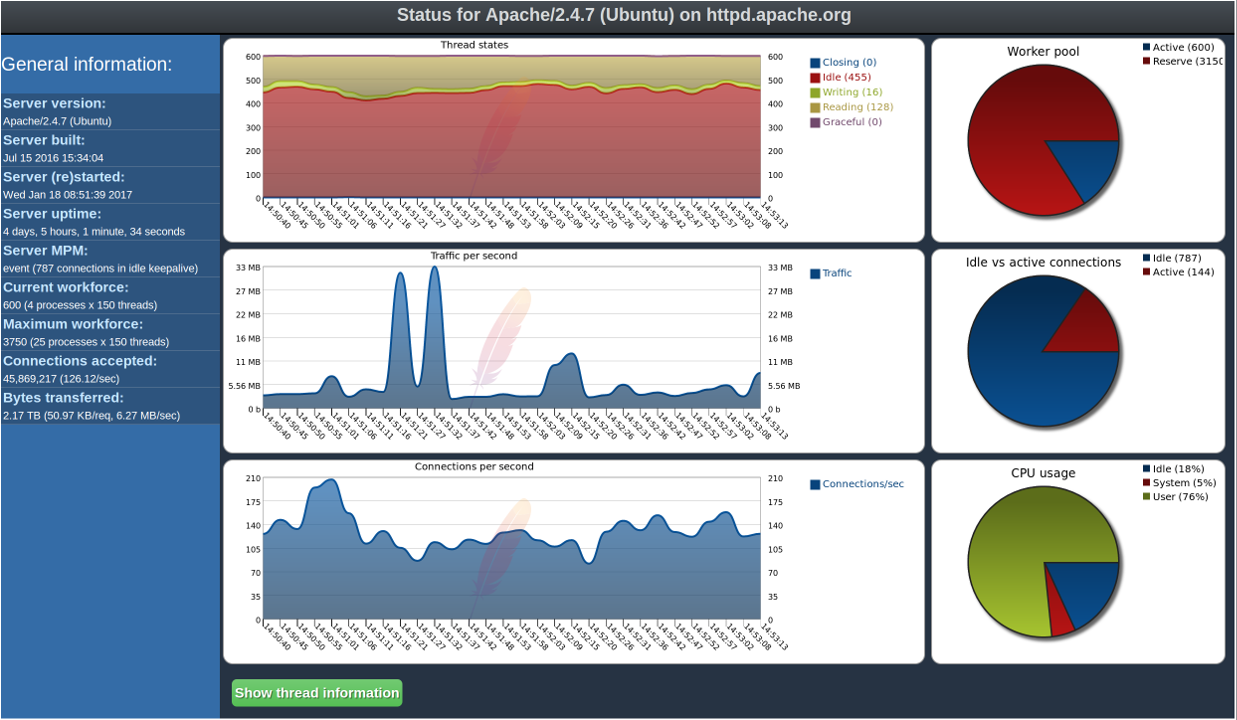 Status for Apache/2.4.7 (Ubuntu) on httpd.apache.org
General information:
Server version:
Apache/2.4.7 (Ubuntu)
Server built:
Jul 15 2016 15:34:04
Server (re)started:
Wed Jan 18 08:51:39 2017
Server uptime:
4 days, 5 hours, 1 minute, 34 seconds
Server MPM:
event (787 connections in idle keepalive)
Current workforce:
600 (4 processes x 150 threads)
Maximum workforce:
3750 (25 processes x 150 threads)
Connections accepted:
45,869,217 (126.12/sec)
Bytes transferred:
2.17 TB (50.97 KB/req, 6.27 MB/sec)
Thread states
600 600
500 500
400 400
300 300
200 200
100 100
0 0
14:50:40 14:50:45 14:50:50 14:50:55 14:51:01 14:51:06 14:51:16 14:51:21 14:51:27 14:51:32 14:51:37 14:51:42 14:51:48 14:51:53 14:51:58 14:52:03 14:52:09 14:52:15 14:52:20 14:52:26 14:52:31 14:52:36 14:52:42 14:52:47 14:52:52 14:52:57 14:53:02 14:53:08 14:53:13
Closing (0)
Idle (455)
Writing (16)
Reading (128)
Graceful (0)
Worker pool
Active (600)
Reserve (3150
Traffic per second
33 MB 33 MB
27 MB 27 MB
22 MB 22 MB
16 MB 16 MB
11 MB 11 MB
5.56 MB 5.56 MB
0 b 0 b
14:50:40 14:50:45 14:50:50 14:50:55 14:51:01 14:51:06 14:51:16 14:51:21 14:51:27 14:51:32 14:51:37 14:51:42 14:51:48 14:51:53 14:51:58 14:52:03 14:52:09 14:52:15 14:52:20 14:52:26 14:52:31 14:52:36 14:52:42 14:52:47 14:52:52 14:52:57 14:53:02 14:53:08 14:53:13
Traffic
Idle vs active connections
Idle (787)
Active (144)
Connections per second
210 210
175 175
140 140
105 105
70 70
35 35
0 0
14:50:40 14:50:45 14:50:50 14:50:55 14:51:01 14:51:06 14:51:16 14:51:21 14:51:27 14:51:32 14:51:37 14:51:42 14:51:48 14:51:53 14:51:58 14:52:03 14:52:09 14:52:15 14:52:20 14:52:26 14:52:31 14:52:36 14:52:42 14:52:47 14:52:52 14:52:57 14:53:02 14:53:08 14:53:13
Connections/sec
CPU usage
Idle (18%)
System (5%)
User (76%)
Show thread information